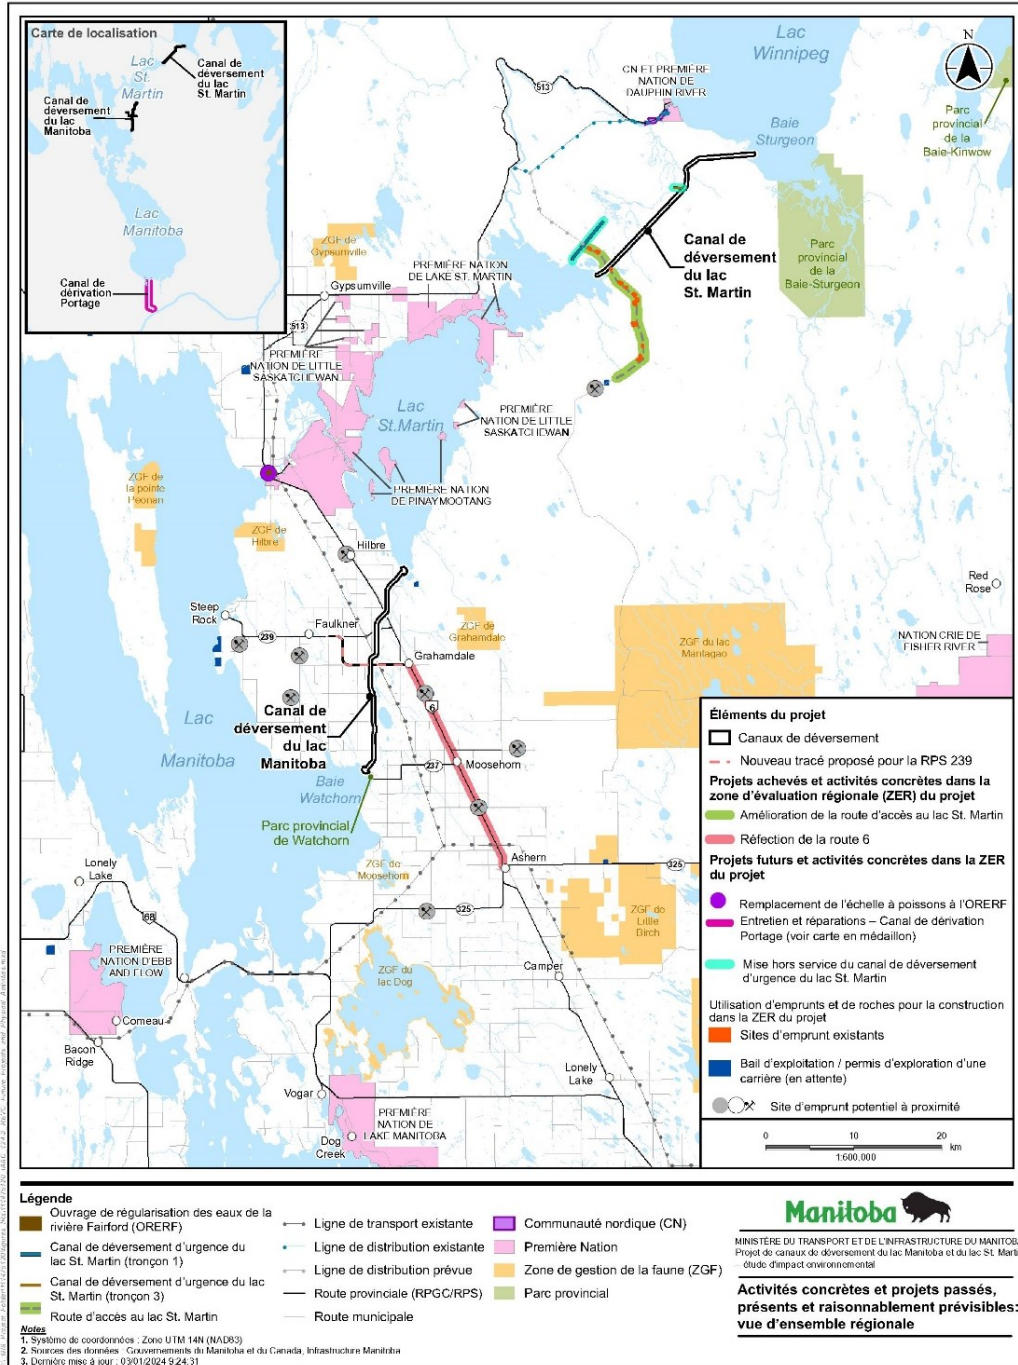 Carte de localisation
Lac
St.
Martin
Canal de
déversement
du lac
St. Martin
Canal de
déversement
du lac
Manitoba
Lac
Manitoba
Canal de
dérivation
Portage
Lac
Winnipeg
N
CN ET PREMIÈRE
NATION DE
DAUPHIN RIVER
513
Baie
Sturgeon
Parc
provincial
de la
Baie-Kinwow
Canal de
déversement
du lac
St. Martin
Parc
provincial
de la
Baie-Sturgeon
ZGF de
Gypsumville
PREMIÈRE NATION
DE LAKE ST. MARTIN
Gypsumville
513
PREMIÈRE
NATION DE LITTLE
SASKATCHEWAN
Lac
St.Martin
PREMIÈRE
NATION DE LITTLE
SASKATCHEWAN
ZGF de
la pointe
Peonan
PREMIÈRE NATION
DE PINAYMOOTANG
ZGF de
Hilbre
Hilbre
Red
Rose
Steep
Rock
239
Faulkner
ZGF de
Grahamdale
ZGF du lac
Mantagao
NATION CRIE DE
FISHER RIVER
Grahamdale
6
Canal de
déversement
du lac
Manitoba
Lac
Manitoba
237
Moosehorn
Baie
Watchorn
Parc provincial
de Watchorn
Lonely
Lake
ZGF de
Moosehorn
Ashern
325
68
325
ZGF de
Little
Birch
PREMIÈRE
NATION D'EBB
AND FLOW
ZGF du
lac Dog
Camper
Comeau
Bacon
Ridge
Lonely
Lake
Vogar
PREMIÈRE
NATION DE
LAKE MANITOBA
Dog
Creek
Éléments du projet
Canaux de déversement
Nouveau tracé proposé pour la RPS 239
Projets achevés et activités concrètes dans la
zone d'évaluation régionale (ZER) du projet
Amélioration de la route d'accès au lac St. Martin
Réfection de la route 6
Projets futurs et activités concrètes dans la ZER
du projet
Remplacement de l'échelle à poissons à l'ORERF
Entretien et réparations – Canal de dérivation
Portage (voir carte en médaillon)
Mise hors service du canal de déversement
d'urgence du lac St. Martin
Utilisation d'emprunts et de roches pour la construction
dans la ZER du projet
Sites d'emprunt existants
Bail d'exploitation / permis d'exploration d'une
carrière (en attente)
Site d'emprunt potentiel à proximité
0 10 20
km
1:600,000
Légende
Ouvrage de régularisation des eaux de la
rivière Fairford (ORERF)
Canal de déversement d'urgence du
lac St. Martin (tronçon 1)
Canal de déversement d'urgence du lac
St. Martin (tronçon 3)
Route d'accès au lac St. Martin
Ligne de transport existante
Ligne de distribution existante
Ligne de distribution prévue
Route provinciale (RPGC/RPS)
Route municipale
Communauté nordique (CN)
Première Nation
Zone de gestion de la faune (ZGF)
Parc provincial
Notes
1. Système de coordonnées : Zone UTM 14N (NAD83)
2. Sources des données : Gouvernements du Manitoba et du Canada, Infrastructure Manitoba
3. Dernière mise à jour : 03/01/2024 9:24:31
Manitoba
MINISTÈRE DU TRANSPORT ET DE L'INFRASTRUCTURE DU MANITOBA
Projet de canaux de déversement du lac Manitoba et du lac St. Martin
– étude d'impact environnemental
Activités concrètes et projets passés,
présents et raisonnablement prévisibles:
vue d'ensemble régionale